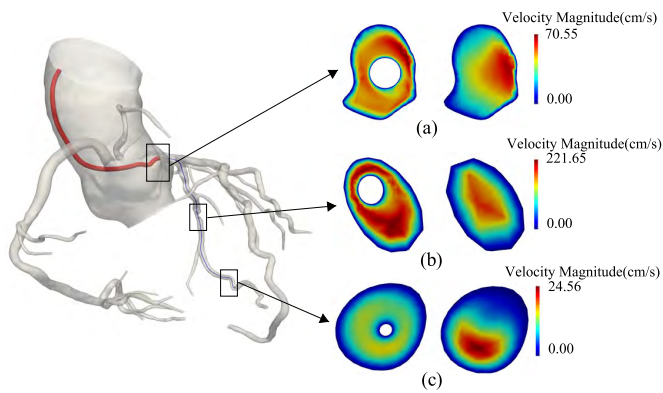 Velocity Magnitude(cm/s)
70.55
0.00
(a)
Velocity Magnitude(cm/s)
221.65
0.00
(b)
Velocity Magnitude(cm/s)
24.56
0.00
(c)